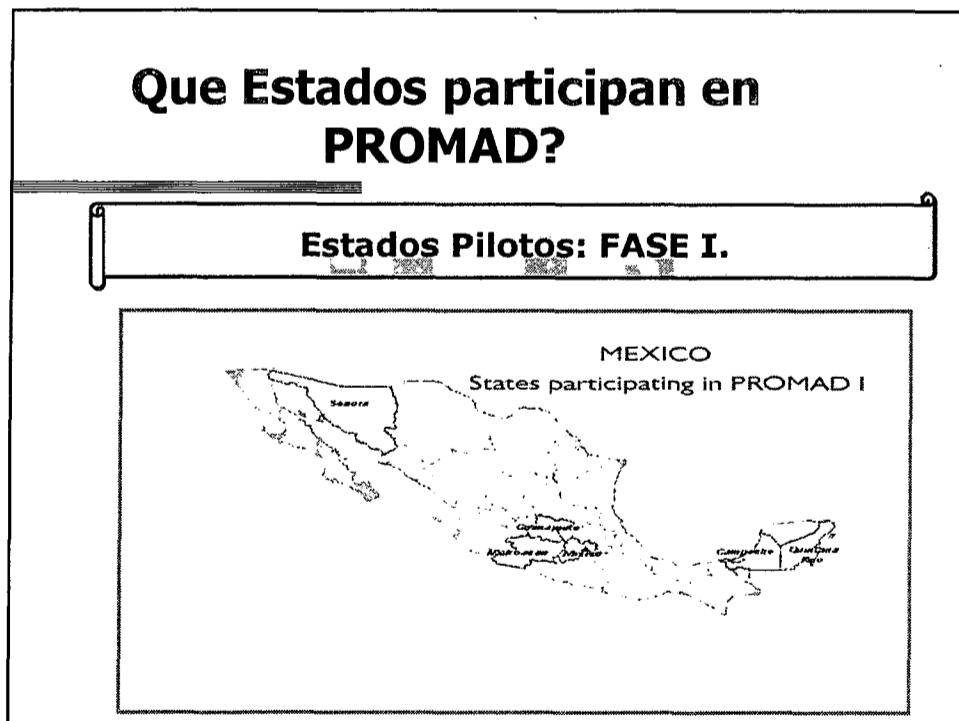 Que Estados participan en
PROMAD?
Estados Pilotos: FASE I.
MEXICO
States participating in PROMAD I
Sonora
Guanajuato
Michoacan
Mexico
Campeche
Quintana
Roo